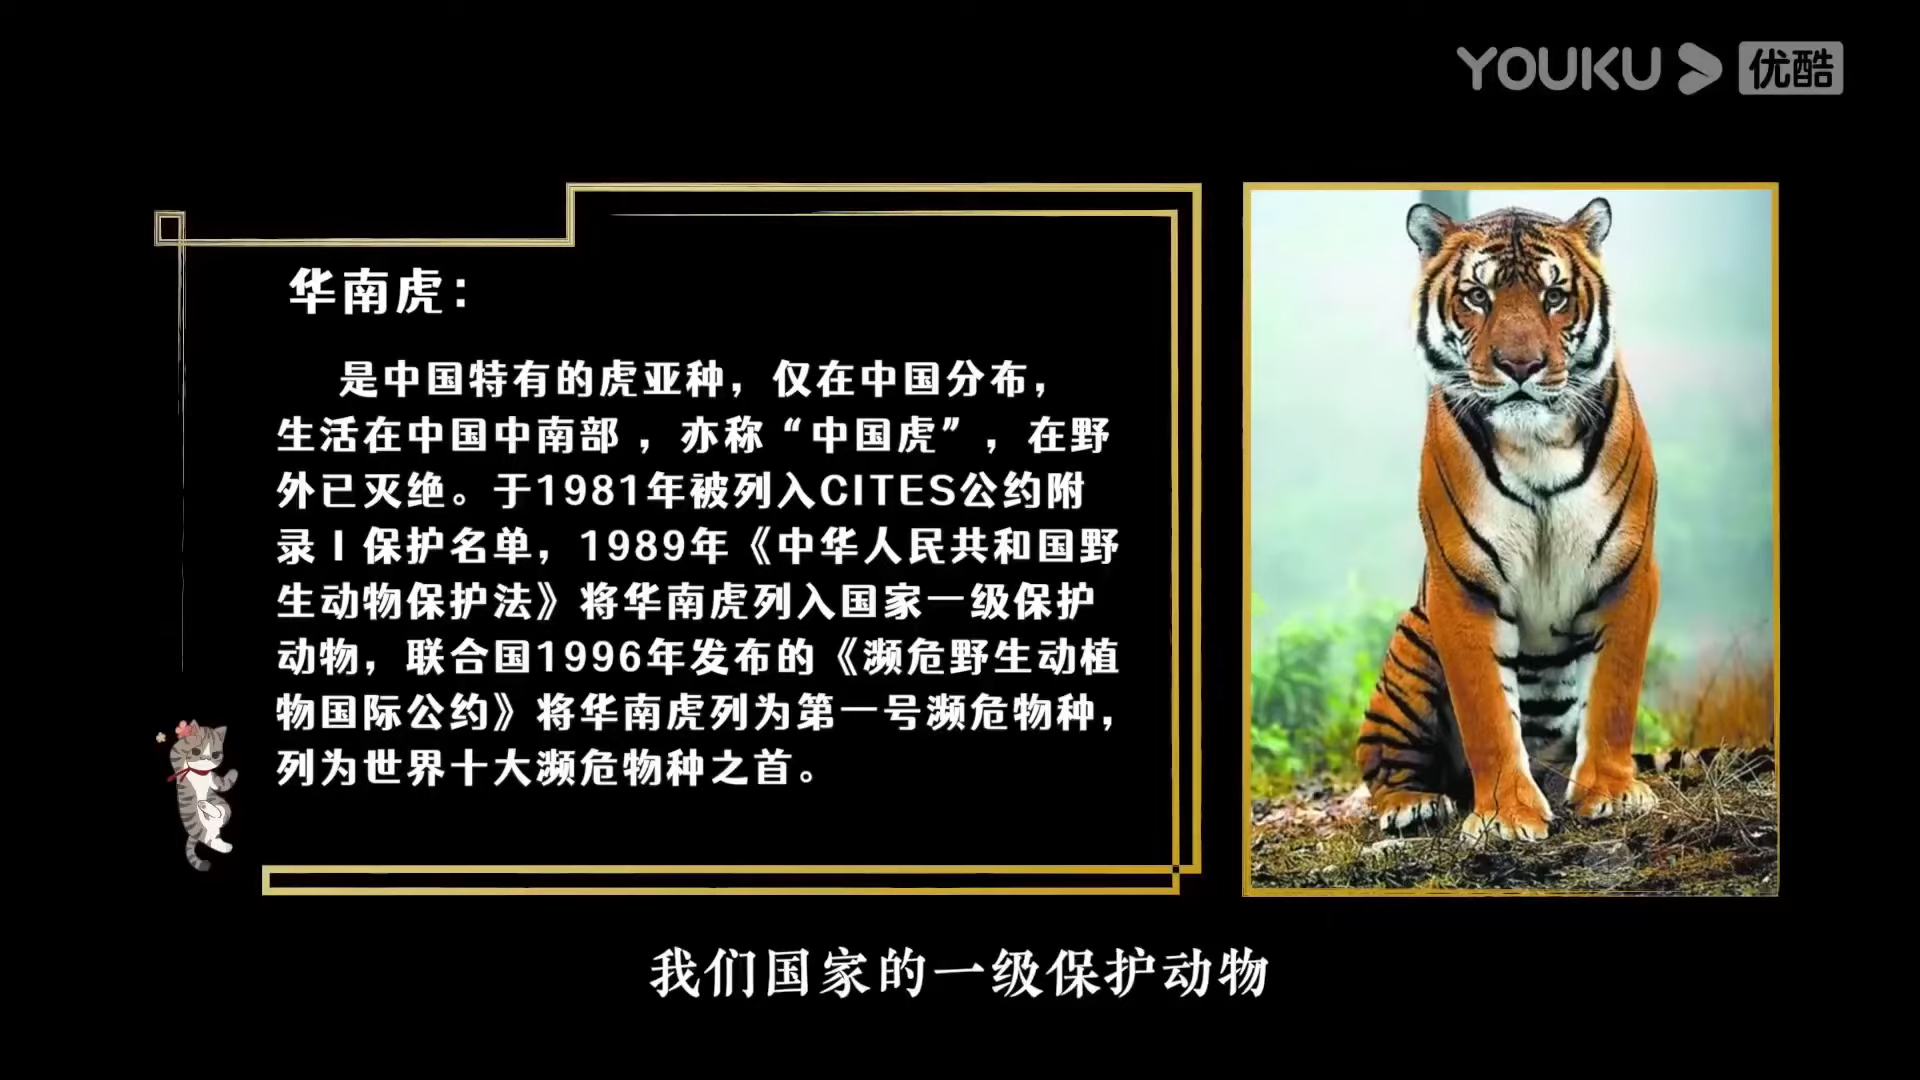 YOUKU 优酷
华南虎：
是中国特有的虎亚种，仅在中国分布，
生活在中国中南部，亦称“中国虎”，在野
外已灭绝。于1981年被列入CITES公约附
录Ⅰ保护名单，1989年《中华人民共和国野
生动物保护法》将华南虎列入国家一级保护
动物，联合国1996年发布的《濒危野生动植
物国际公约》将华南虎列为第一号濒危物种，
列为世界十大濒危物种之首。
我们国家的一级保护动物